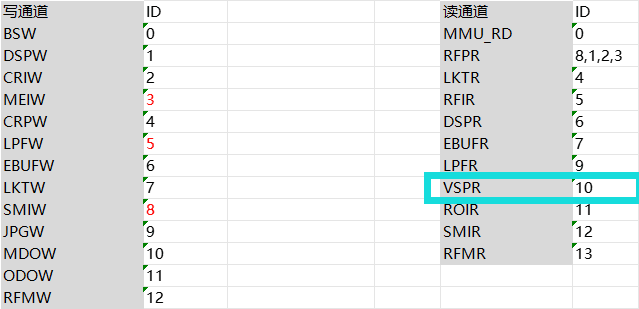 写通道 ID 读通道 ID
BSW 0 MMU_RD 0
DSPW 1 RFPR 8,1,2,3
CRIW 2 LKTR 4
MEIW 3 RFIR 5
CRPW 4 DSPR 6
LPFW 5 EBUFR 7
EBUFW 6 LPFR 9
LKTW 7 VSPR 10
SMIW 8 ROIR 11
JPGW 9 SMIR 12
MDOW 10 RFMR 13
ODOW 11
RFMW 12